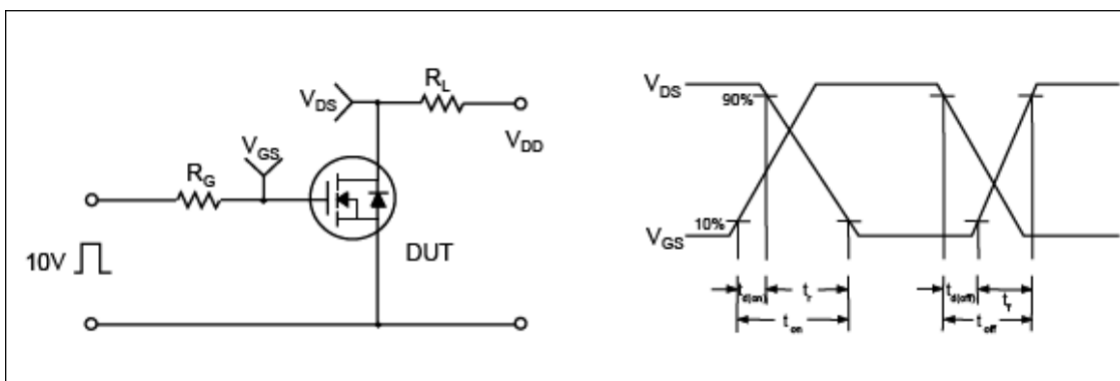 V_DS
R_L
V_DD
V_GS
R_G
10V
DUT
V_DS
90%
10%
V_GS
t_d(on)
t_r
t_on
t_d(off)
t_f
t_off